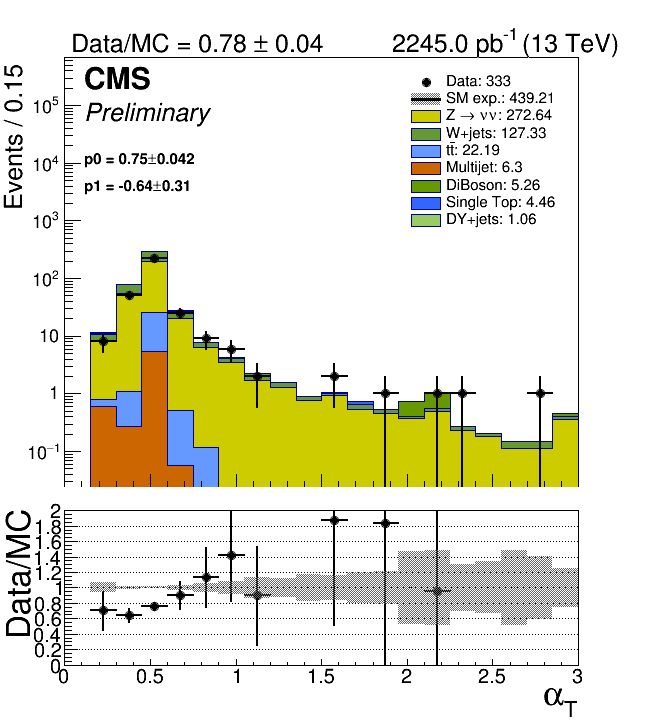 Data/MC = 0.78 ± 0.04 2245.0 pb⁻¹ (13 TeV)
CMS
Preliminary
p0 = 0.75±0.042
p1 = -0.64±0.31
Data: 333
SM exp.: 439.21
Z → νν: 272.64
W+jets: 127.33
tt̄: 22.19
Multijet: 6.3
DiBoson: 5.26
Single Top: 4.46
DY+jets: 1.06
Events / 0.15
10⁵
10⁴
10³
10²
10
1
10⁻¹
Data/MC
2
1.8
1.6
1.4
1.2
1
0.8
0.6
0.4
0.2
0
0 0.5 1 1.5 2 2.5 3
α_T